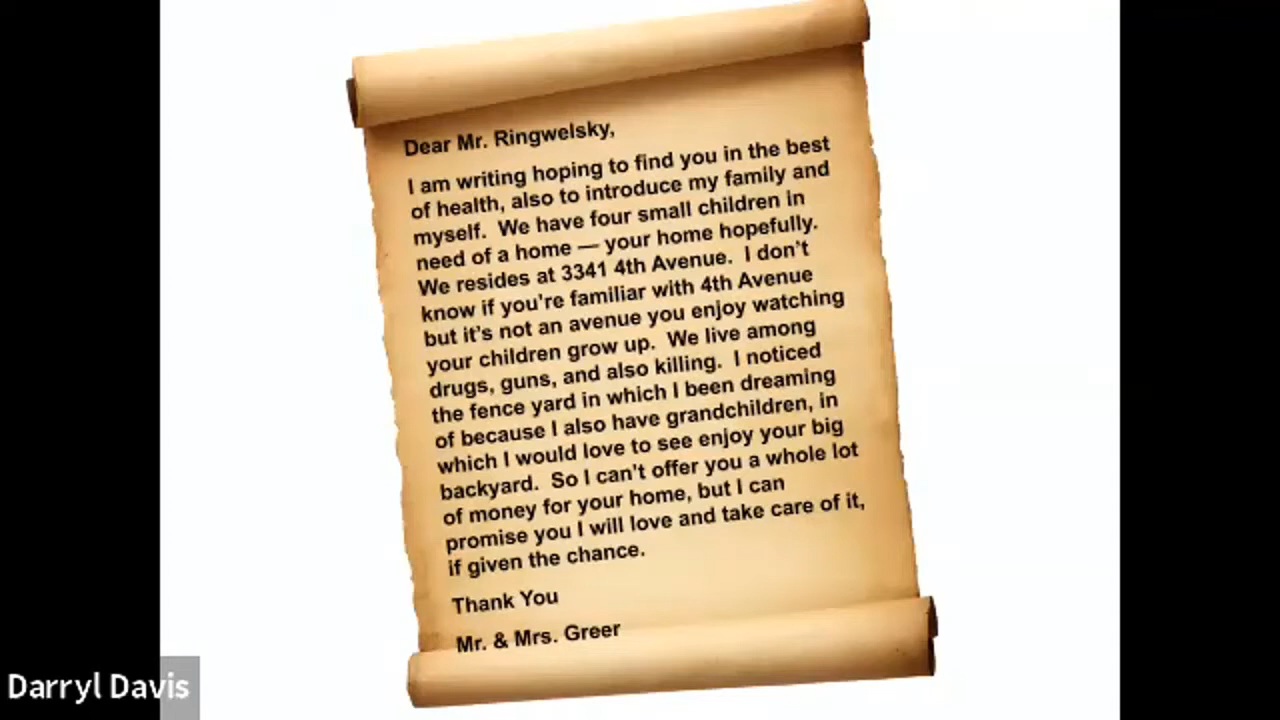 Dear Mr. Ringwelsky,
I am writing hoping to find you in the best
of health, also to introduce my family and
myself.  We have four small children in
need of a home — your home hopefully.
We resides at 3341 4th Avenue.  I don't
know if you're familiar with 4th Avenue
but it's not an avenue you enjoy watching
your children grow up.  We live among
drugs, guns, and also killing.  I noticed
the fence yard in which I been dreaming
of because I also have grandchildren, in
which I would love to see enjoy your big
backyard.  So I can't offer you a whole lot
of money for your home, but I can
promise you I will love and take care of it,
if given the chance.
Thank You
Mr. & Mrs. Greer
Darryl Davis